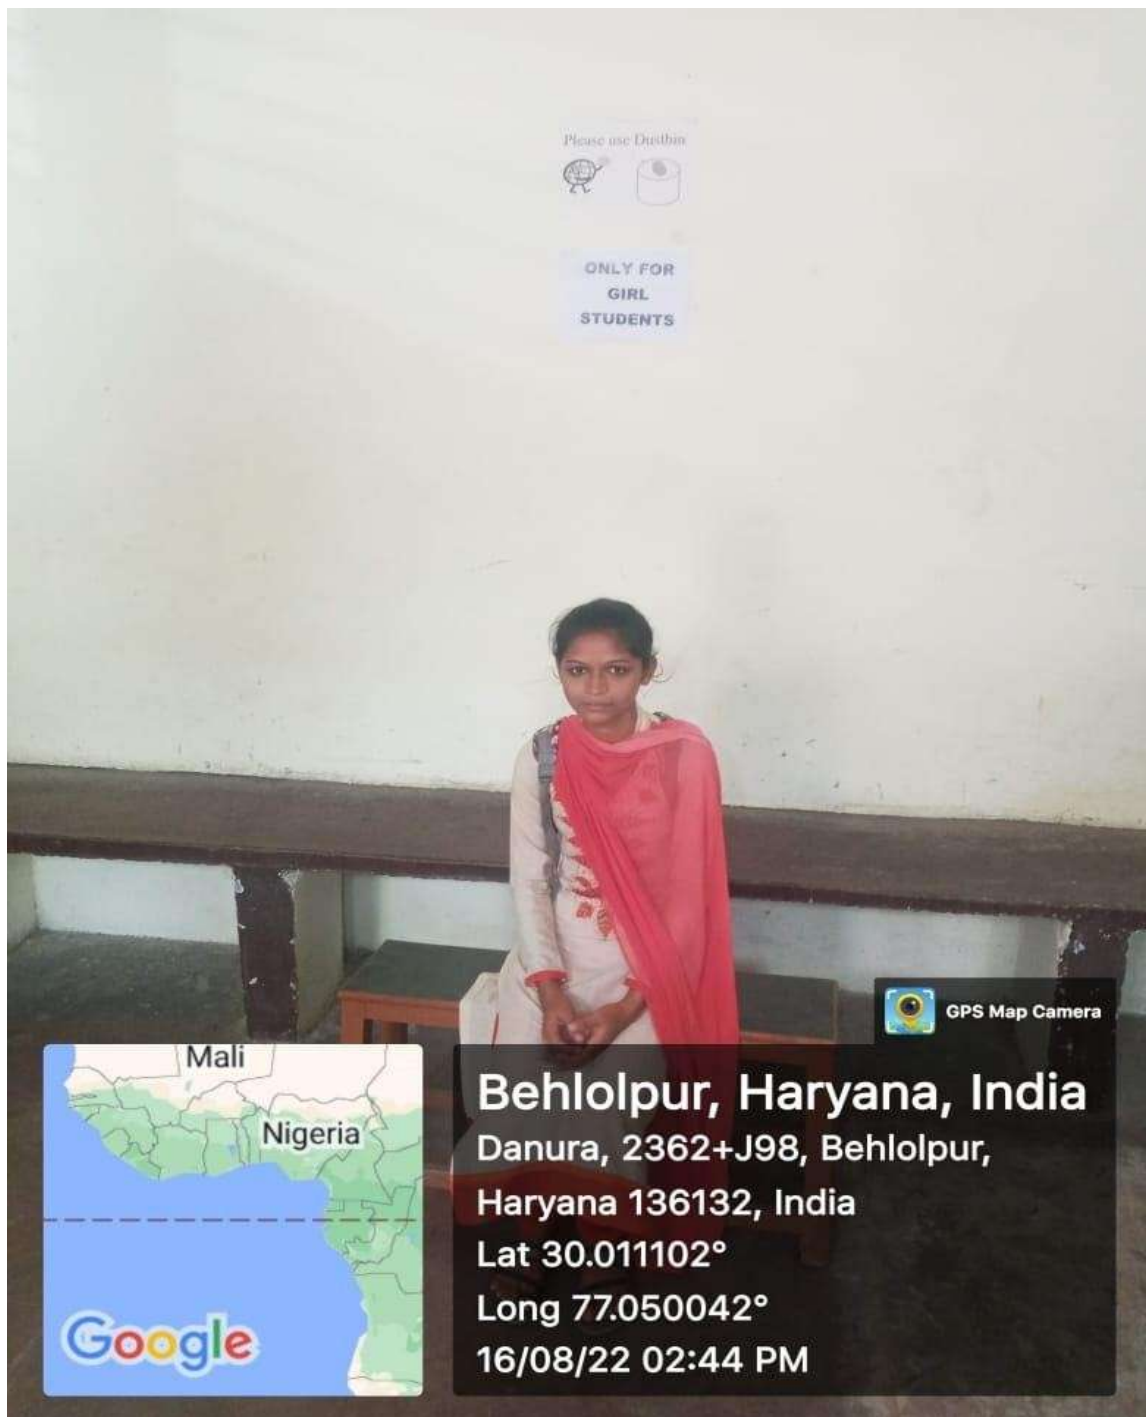 Please use Dustbin
ONLY FOR
GIRL
STUDENTS
GPS Map Camera
Mali
Nigeria
Google
Behlolpur, Haryana, India
Danura, 2362+J98, Behlolpur,
Haryana 136132, India
Lat 30.011102°
Long 77.050042°
16/08/22 02:44 PM